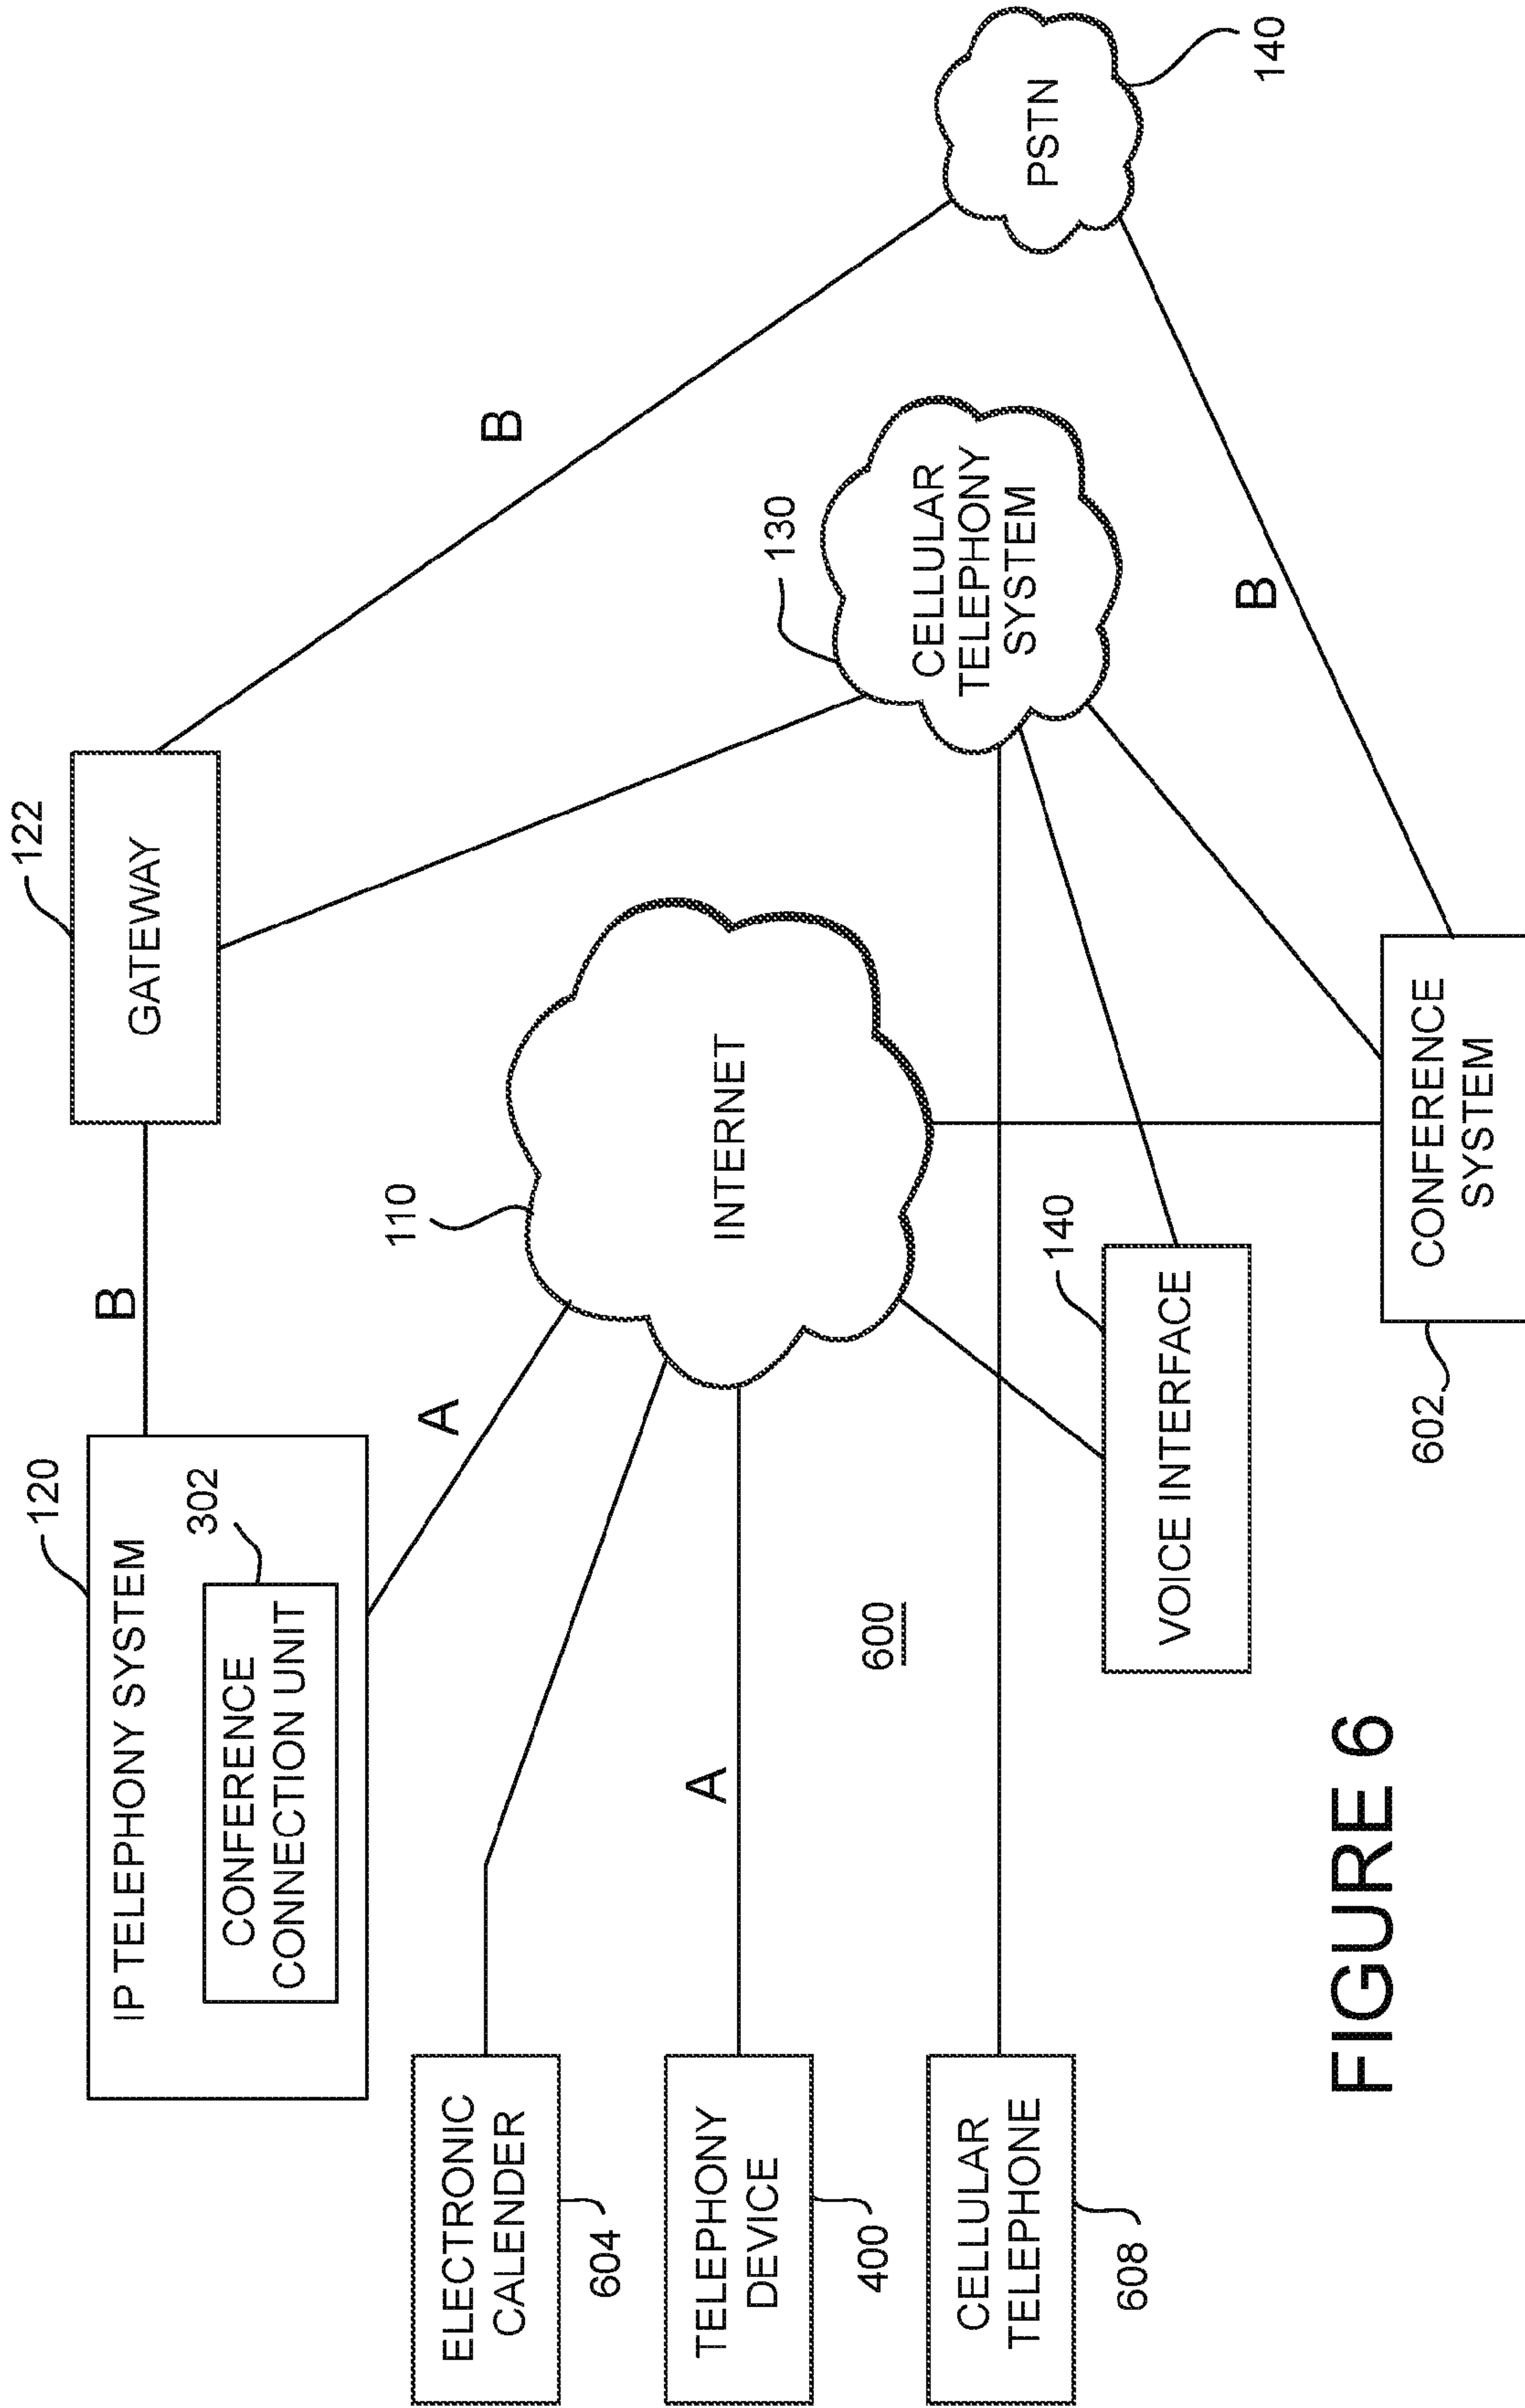 120
IP TELEPHONY SYSTEM
302
CONFERENCE
CONNECTION UNIT
B
122
GATEWAY
B
A
110
INTERNET
130
CELLULAR
TELEPHONY
SYSTEM
PSTN
140
ELECTRONIC
CALENDER
604
A
TELEPHONY
DEVICE
400
600
CELLULAR
TELEPHONE
608
140
VOICE INTERFACE
B
602
CONFERENCE
SYSTEM
FIGURE 6